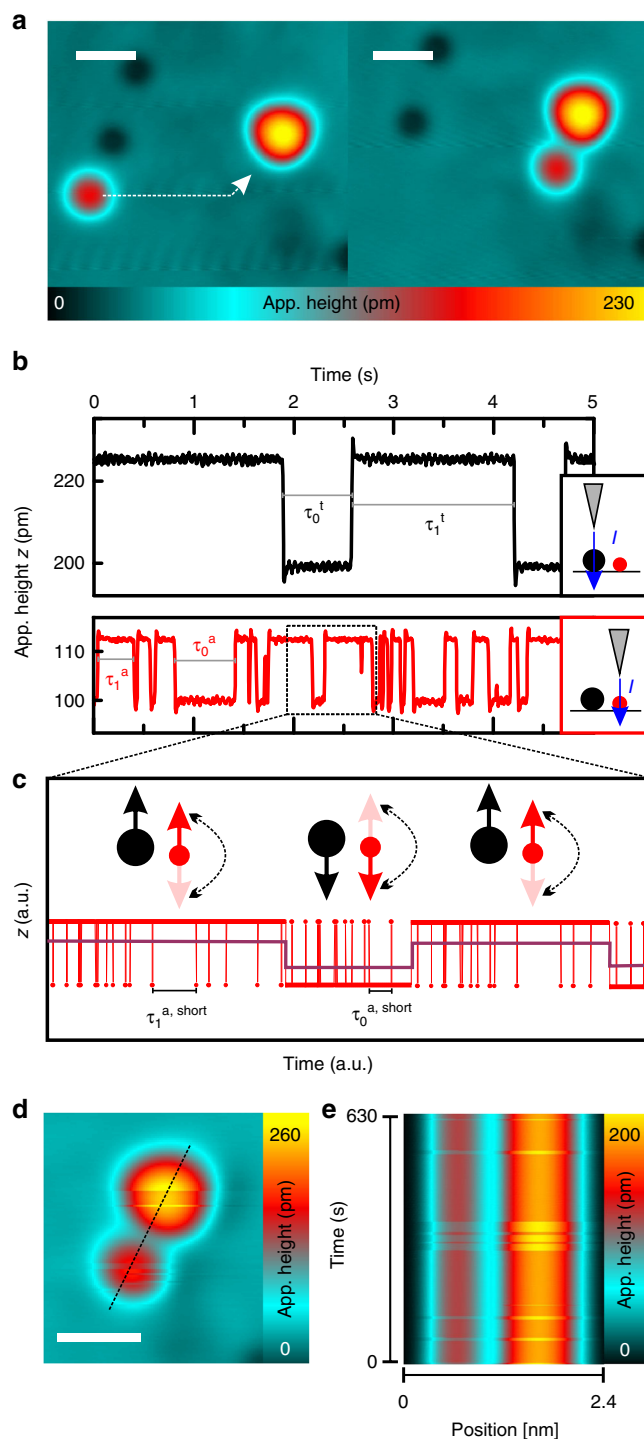 a
0 App. height (pm) 230
b
Time (s)
0 1 2 3 4 5
App. height z (pm)
220
200
τ₀ᵗ
τ₁ᵗ
I
114
100
τ₁ᵃ
τ₀ᵃ
I
c
z (a.u.)
τ₁ᵃ, ˢʰᵒʳᵗ
τ₀ᵃ, ˢʰᵒʳᵗ
Time (a.u.)
d
260
App. height (pm)
0
e
630
Time (s)
0
200
App. height (pm)
0
0 2.4
Position [nm]